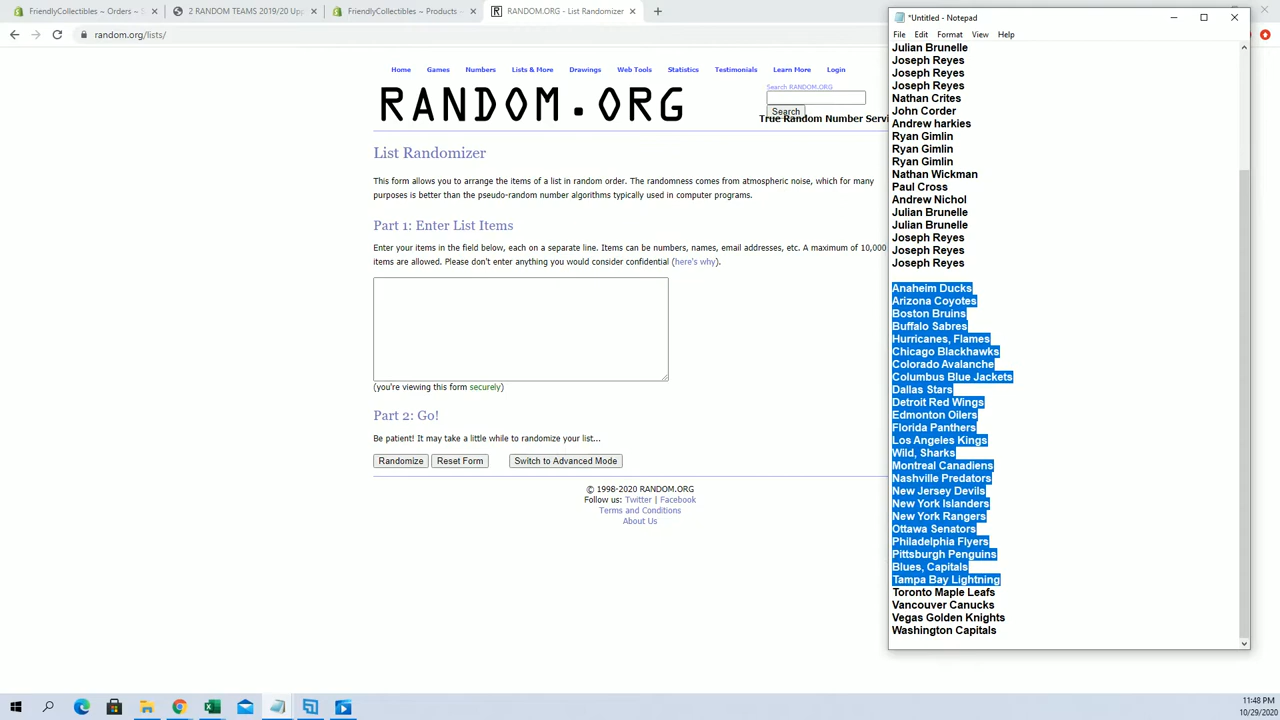 FriendlyCollectibles ~ Orders ~ S
2 RANDOM TEAMS 2019/20 Upp
FriendlyCollectibles ~ Products ~
RANDOM.ORG - List Randomizer
random.org/lists/
Home Games Numbers Lists & More Drawings Web Tools Statistics Testimonials Learn More Login
RANDOM.ORG
Search RANDOM.ORG
Search
True Random Number Servi
List Randomizer
This form allows you to arrange the items of a list in random order. The randomness comes from atmospheric noise, which for many
purposes is better than the pseudo-random number algorithms typically used in computer programs.
Part 1: Enter List Items
Enter your items in the field below, each on a separate line. Items can be numbers, names, email addresses, etc. A maximum of 10,000
items are allowed. Please don't enter anything you would consider confidential (here's why).
(you're viewing this form securely)
Part 2: Go!
Be patient! It may take a little while to randomize your list...
Randomize Reset Form Switch to Advanced Mode
© 1998-2020 RANDOM.ORG
Follow us: Twitter | Facebook
Terms and Conditions
About Us
*Untitled - Notepad
File Edit Format View Help
Julian Brunelle
Joseph Reyes
Joseph Reyes
Joseph Reyes
Nathan Crites
John Corder
Andrew harkies
Ryan Gimlin
Ryan Gimlin
Ryan Gimlin
Nathan Wickman
Paul Cross
Andrew Nichol
Julian Brunelle
Julian Brunelle
Joseph Reyes
Joseph Reyes
Joseph Reyes
Anaheim Ducks
Arizona Coyotes
Boston Bruins
Buffalo Sabres
Hurricanes, Flames
Chicago Blackhawks
Colorado Avalanche
Columbus Blue Jackets
Dallas Stars
Detroit Red Wings
Edmonton Oilers
Florida Panthers
Los Angeles Kings
Wild, Sharks
Montreal Canadiens
Nashville Predators
New Jersey Devils
New York Islanders
New York Rangers
Ottawa Senators
Philadelphia Flyers
Pittsburgh Penguins
Blues, Capitals
Tampa Bay Lightning
Toronto Maple Leafs
Vancouver Canucks
Vegas Golden Knights
Washington Capitals
11:48 PM
10/29/2020